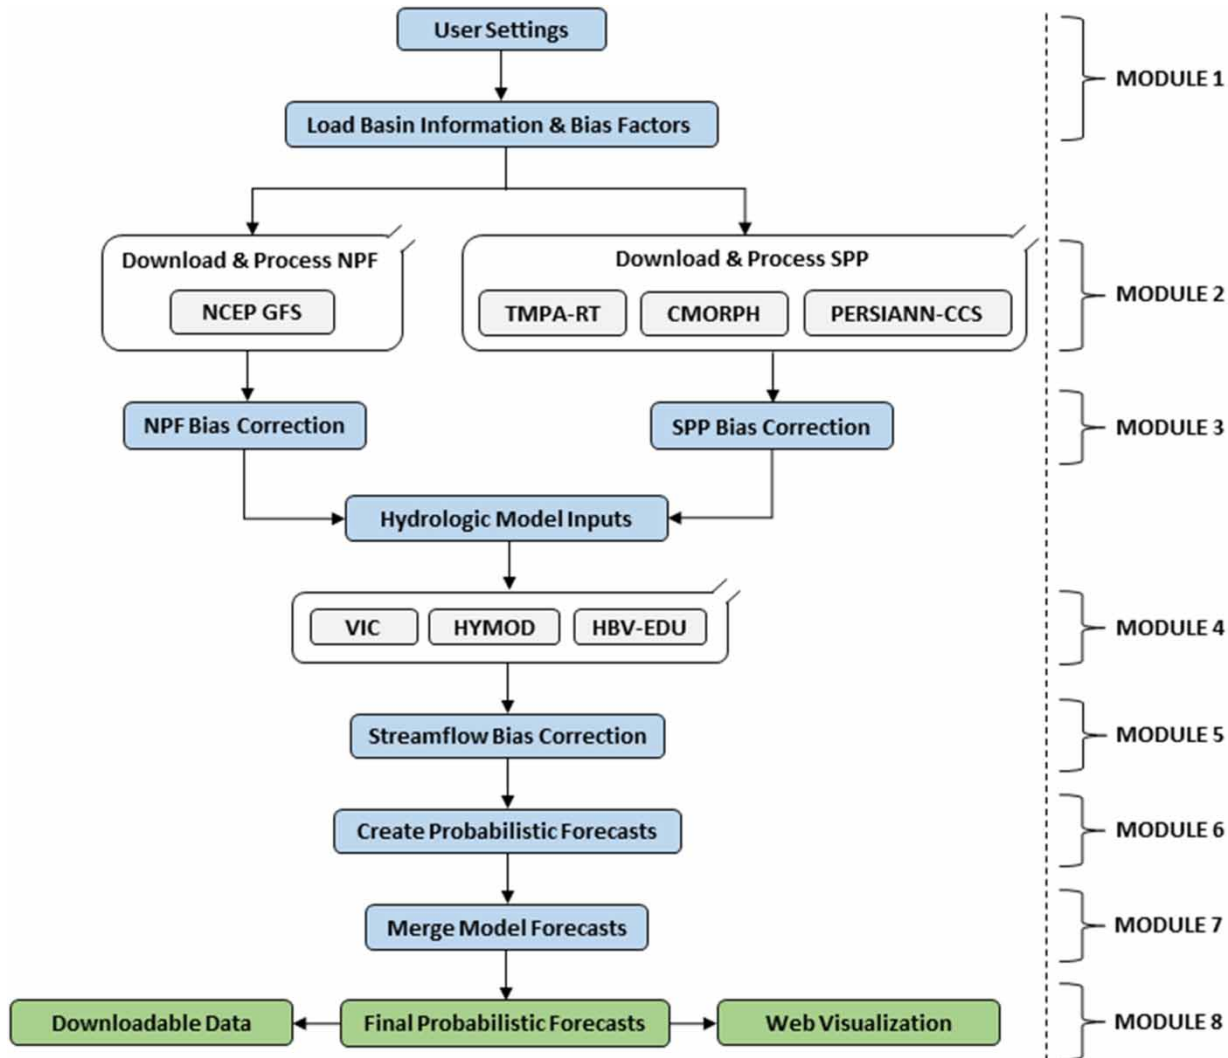 User Settings
MODULE 1
Load Basin Information & Bias Factors
Download & Process NPF
Download & Process SPP
MODULE 2
NCEP GFS
TMPA-RT
CMORPH
PERSIANN-CCS
NPF Bias Correction
SPP Bias Correction
MODULE 3
Hydrologic Model Inputs
VIC
HYMOD
HBV-EDU
MODULE 4
Streamflow Bias Correction
MODULE 5
Create Probabilistic Forecasts
MODULE 6
Merge Model Forecasts
MODULE 7
Downloadable Data
Final Probabilistic Forecasts
Web Visualization
MODULE 8